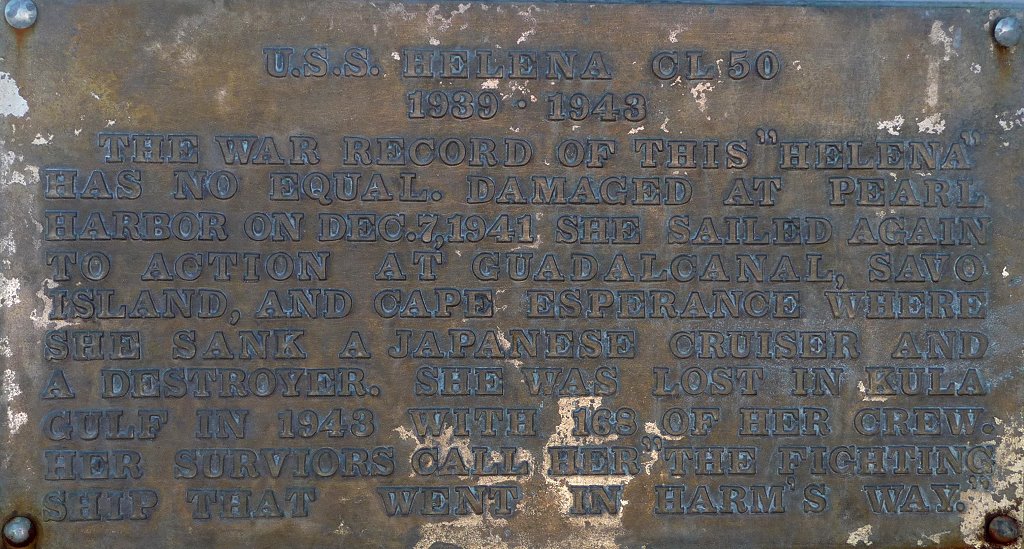 U.S.S. HELENA CL 50
1939 · 1943
THE WAR RECORD OF THIS "HELENA"
HAS NO EQUAL. DAMAGED AT PEARL
HARBOR ON DEC.7,1941 SHE SAILED AGAIN
TO ACTION AT GUADALCANAL, SAVO
ISLAND, AND CAPE ESPERANCE WHERE
SHE SANK A JAPANESE CRUISER AND
A DESTROYER. SHE WAS LOST IN KULA
GULF IN 1943 WITH 168 OF HER CREW.
HER SURVIORS CALL HER "THE FIGHTING
SHIP THAT WENT IN HARM'S WAY."